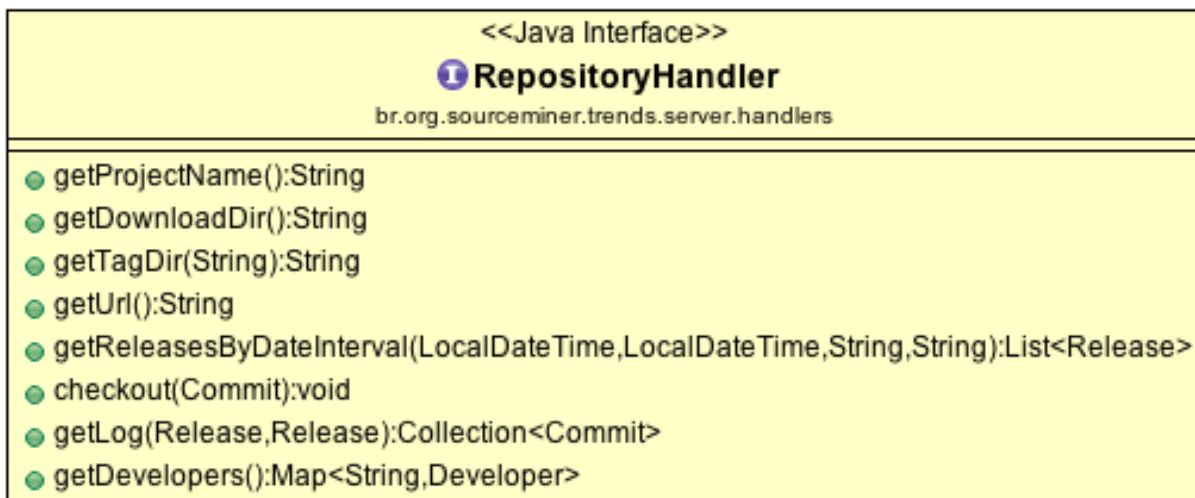 <<Java Interface>>
I RepositoryHandler
br.org.sourceminer.trends.server.handlers
getProjectName():String
getDownloadDir():String
getTagDir(String):String
getUrl():String
getReleasesByDateInterval(LocalDateTime,LocalDateTime,String,String):List<Release>
checkout(Commit):void
getLog(Release,Release):Collection<Commit>
getDevelopers():Map<String,Developer>